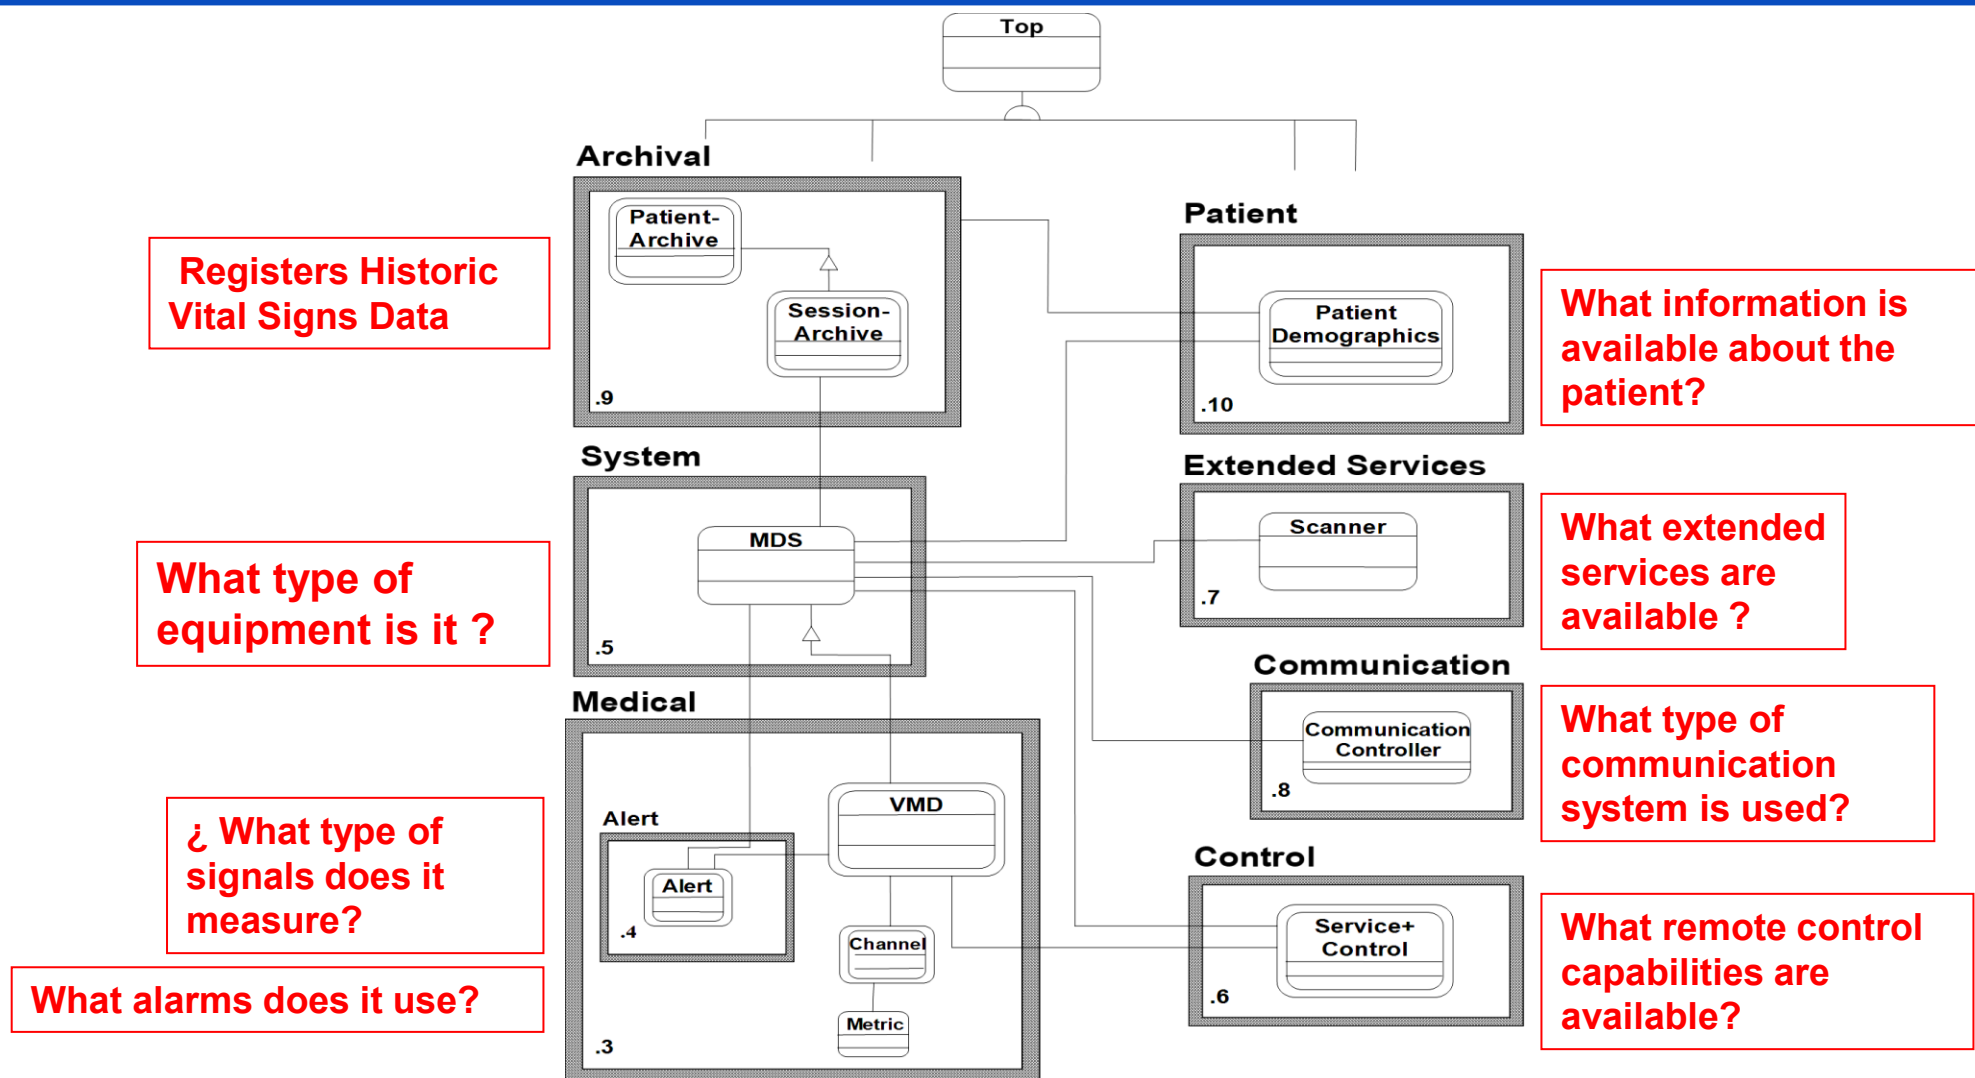 Top
Archival
Patient-
Archive
Session-
Archive
.9
Registers Historic
Vital Signs Data
Patient
Patient
Demographics
.10
What information is
available about the
patient?
System
MDS
.5
What type of
equipment is it ?
Extended Services
Scanner
.7
What extended
services are
available ?
Communication
Communication
Controller
.8
What type of
communication
system is used?
Medical
VMD
Alert
Alert
.4
Channel
Metric
.3
¿ What type of
signals does it
measure?
What alarms does it use?
Control
Service+
Control
.6
What remote control
capabilities are
available?